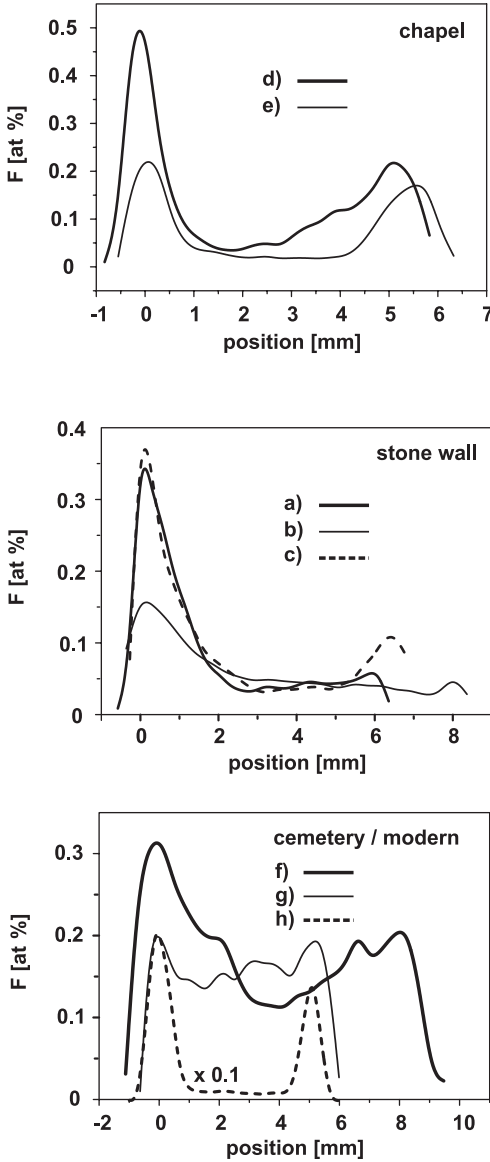 chapel
d)
e)
F [at %]
0.5
0.4
0.3
0.2
0.1
0
-1 0 1 2 3 4 5 6 7
position [mm]
stone wall
a)
b)
c)
F [at %]
0.4
0.3
0.2
0.1
0
0 2 4 6 8
position [mm]
cemetery / modern
f)
g)
h)
F [at %]
0.3
0.2
0.1
0
x 0.1
-2 0 2 4 6 8 10
position [mm]